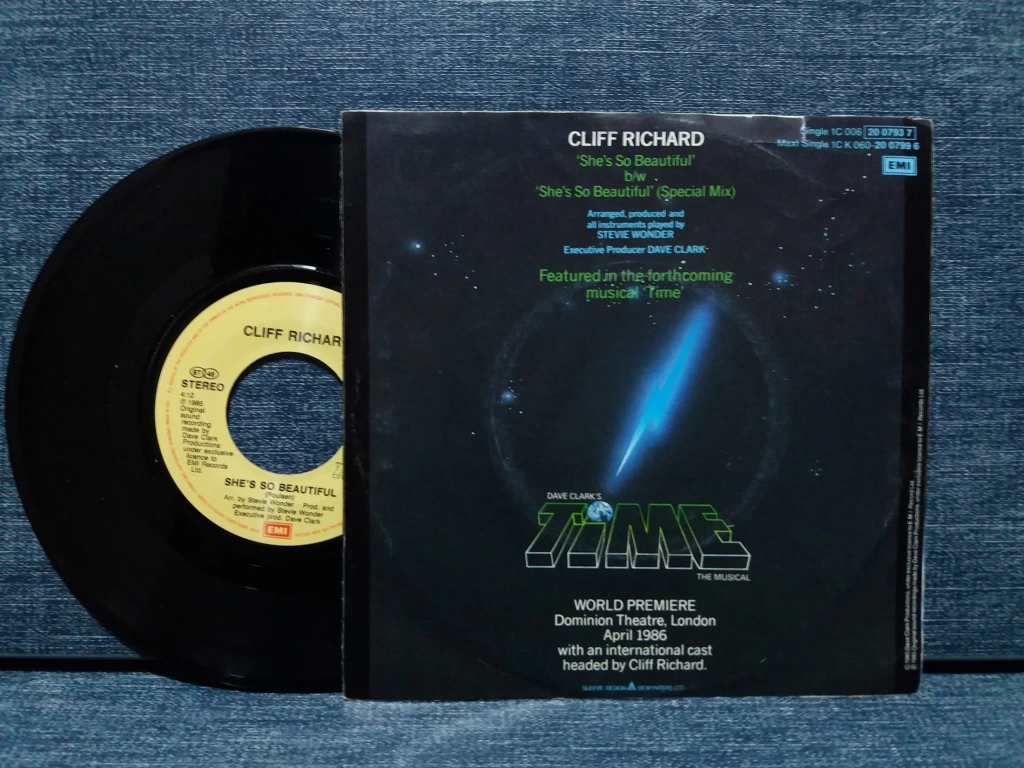 CLIFF RICHARD
'She's So Beautiful'
b/w
'She's So Beautiful' (Special Mix)
Arranged, produced and
all instruments played by
STEVIE WONDER
Executive Producer DAVE CLARK
Featured in the forthcoming
musical 'Time'
Single 1C 006 20 0793 7
Maxi Single 1C K 060-20 0799 6
EMI
DAVE CLARK'S
TIME
THE MUSICAL
WORLD PREMIERE
Dominion Theatre, London
April 1986
with an international cast
headed by Cliff Richard.
SLEEVE DESIGN DEWYNTERS LTD
CLIFF RICHAR
STEREO
4:12
Ⓟ 1985
Original
sound
recording
made by
Dave Clark
Productions
under exclusive
licence to
EMI Records
Ltd.
SHE'S SO BEAUTIFUL
(Poulsen)
Arr. by Stevie Wonder · Prod. and
performed by Stevie Wonder
Executive prod. Dave Clark
EMI